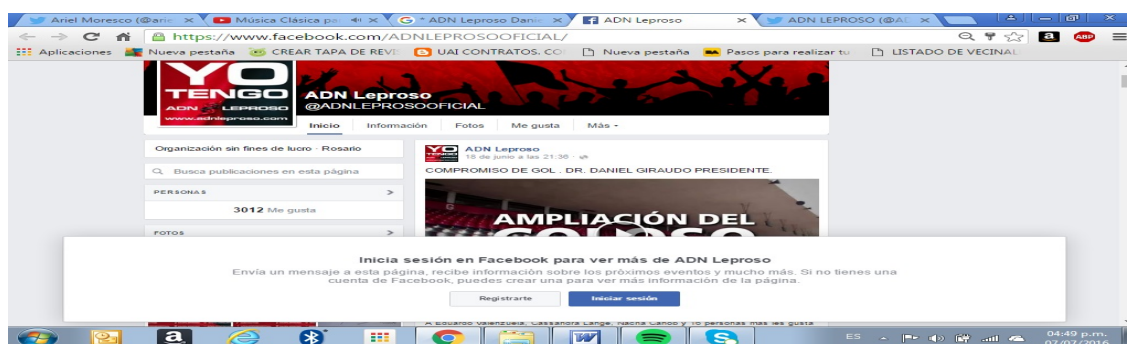 Ariel Moresco (@arie
Música Clásica pa
* ADN Leproso Danie
ADN Leproso
ADN LEPROSO (@AD
https://www.facebook.com/ADNLEPROSOOFICIAL/
Aplicaciones
Nueva pestaña
CREAR TAPA DE REVIS
UAI CONTRATOS. CO
Nueva pestaña
Pasos para realizar tu
LISTADO DE VECINAL
YO
TENGO
ADN LEPROSO
www.adnleproso.com
ADN Leproso
@ADNLEPROSOOFICIAL
Inicio Información Fotos Me gusta Más
Organización sin fines de lucro · Rosario
Busca publicaciones en esta página
PERSONAS >
3012 Me gusta
FOTOS >
ADN Leproso
18 de junio a las 21:36 ·
COMPROMISO DE GOL . DR. DANIEL GIRAUDO PRESIDENTE.
AMPLIACIÓN DEL
COLOSO
Inicia sesión en Facebook para ver más de ADN Leproso
Envía un mensaje a esta página, recibe información sobre los próximos eventos y mucho más. Si no tienes una
cuenta de Facebook, puedes crear una para ver más información de la página.
Registrarte
Iniciar sesión
A Eduardo Valenzuela, Cassandra Lange, Nacha Canoo y 10 personas más les gusta
ES
04:49 p.m.
07/07/2016